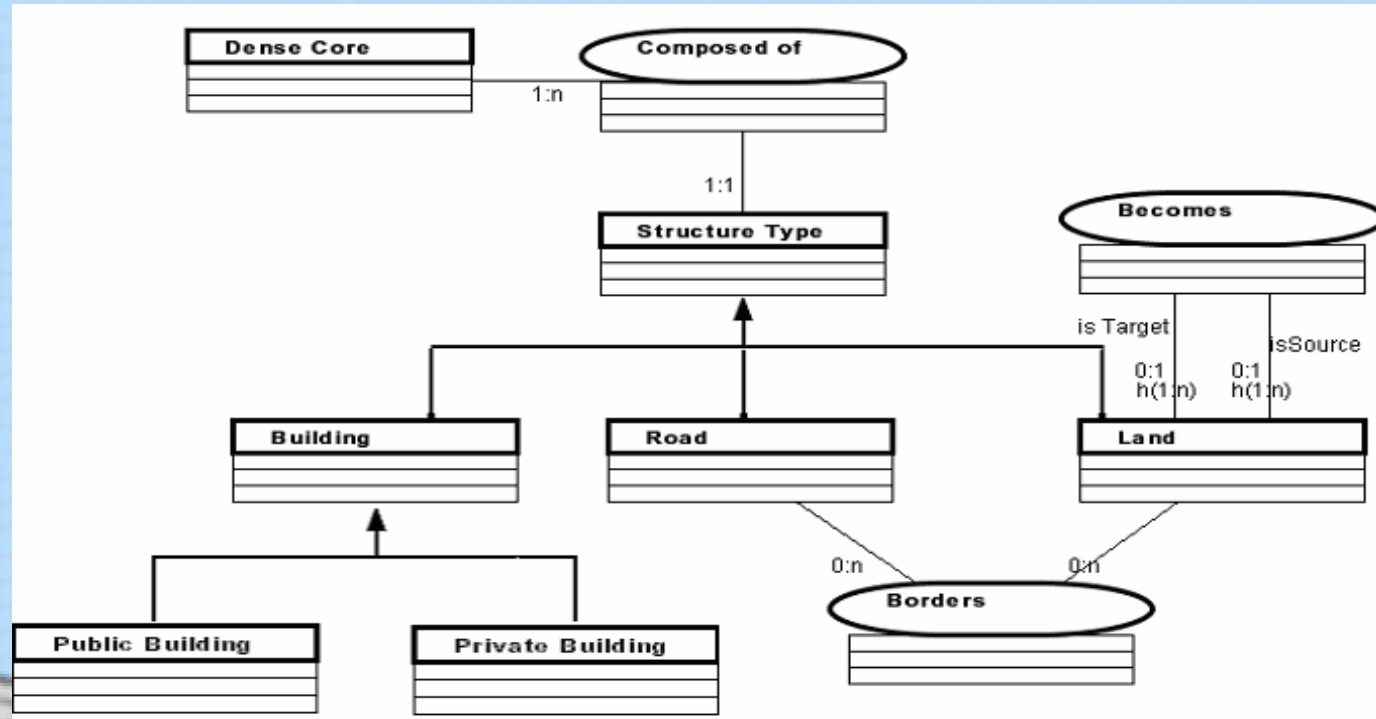 Dense Core
Composed of
1:n
1:1
Structure Type
Becomes
is Target
isSource
0:1
h(1:n)
0:1
h(1:n)
Building
Road
Land
0:n
0:n
Borders
Public Building
Private Building